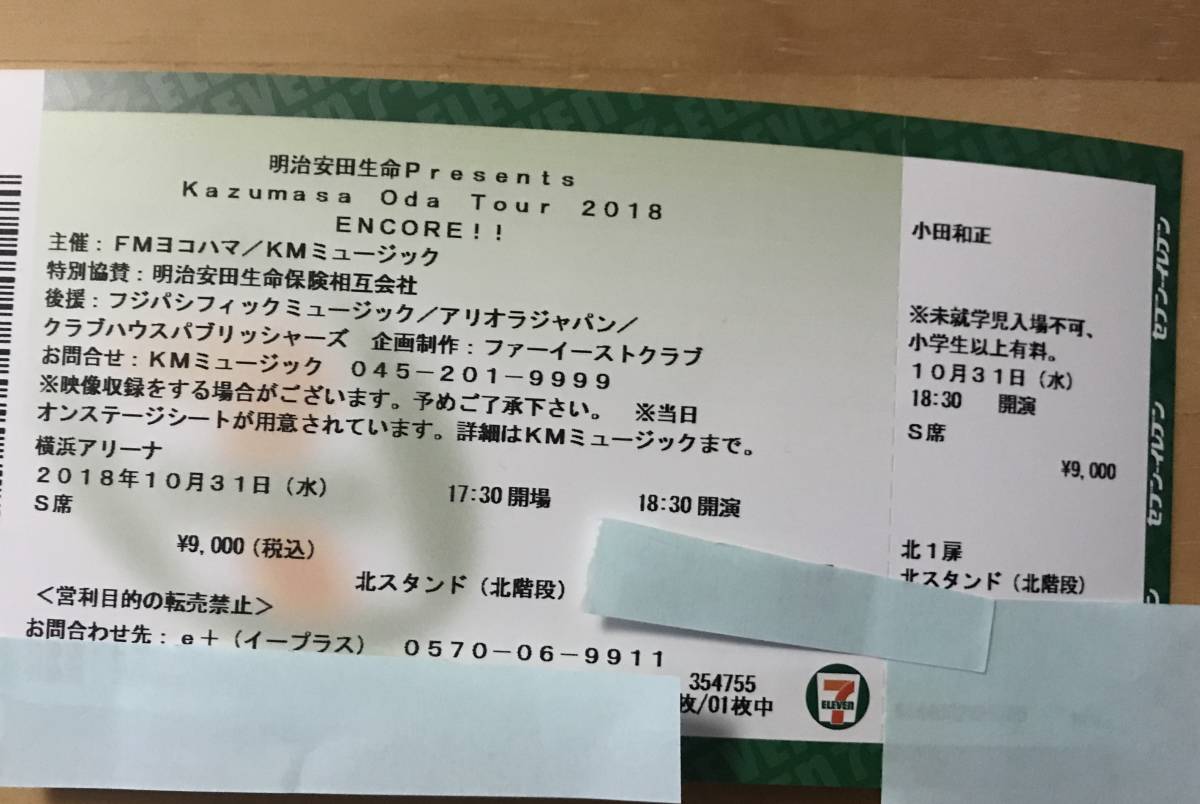 明治安田生命Presents
Kazumasa Oda Tour 2018
ENCORE!!
主催：FMヨコハマ／KMミュージック
特別協賛：明治安田生命保険相互会社
後援：フジパシフィックミュージック／アリオラジャパン／
クラブハウスパブリッシャーズ 企画制作：ファーイーストクラブ
お問合せ：KMミュージック 045-201-9999
※映像収録をする場合がございます。予めご了承下さい。 ※当日
オンステージシートが用意されています。詳細はKMミュージックまで。
横浜アリーナ
2018年10月31日（水） 17:30開場 18:30開演
S席
¥9,000（税込）
北スタンド（北階段）
＜営利目的の転売禁止＞
お問合わせ先：e＋（イープラス） 0570-06-9911
354755
枚/01枚中
7
ELEVEN
小田和正
※未就学児入場不可、
小学生以上有料。
10月31日（水）
18:30 開演
S席
¥9,000
北1扉
北スタンド（北階段）
セブン-イレブン
セブン-イレブン
7-ELEVEN